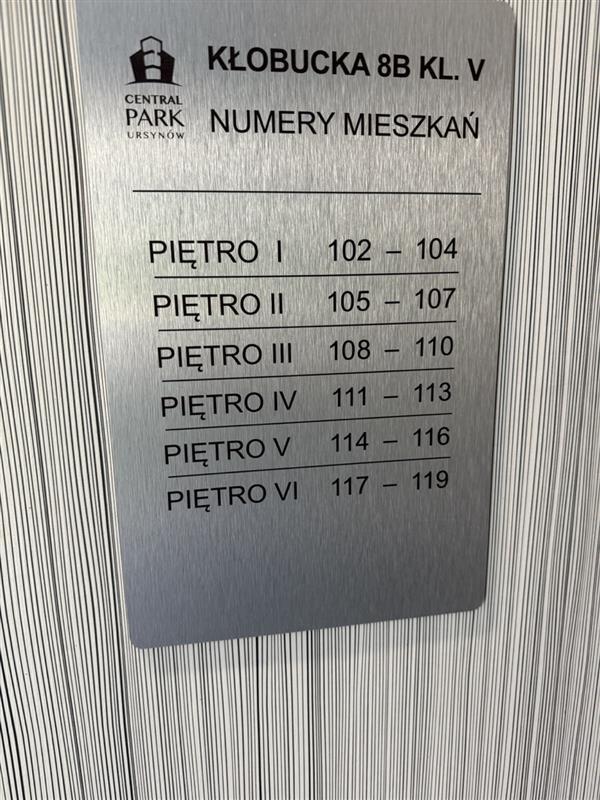 CENTRAL
PARK
URSYNÓW
KŁOBUCKA 8B KL. V
NUMERY MIESZKAŃ
PIĘTRO I 102 – 104
PIĘTRO II 105 – 107
PIĘTRO III 108 – 110
PIĘTRO IV 111 – 113
PIĘTRO V 114 – 116
PIĘTRO VI 117 – 119